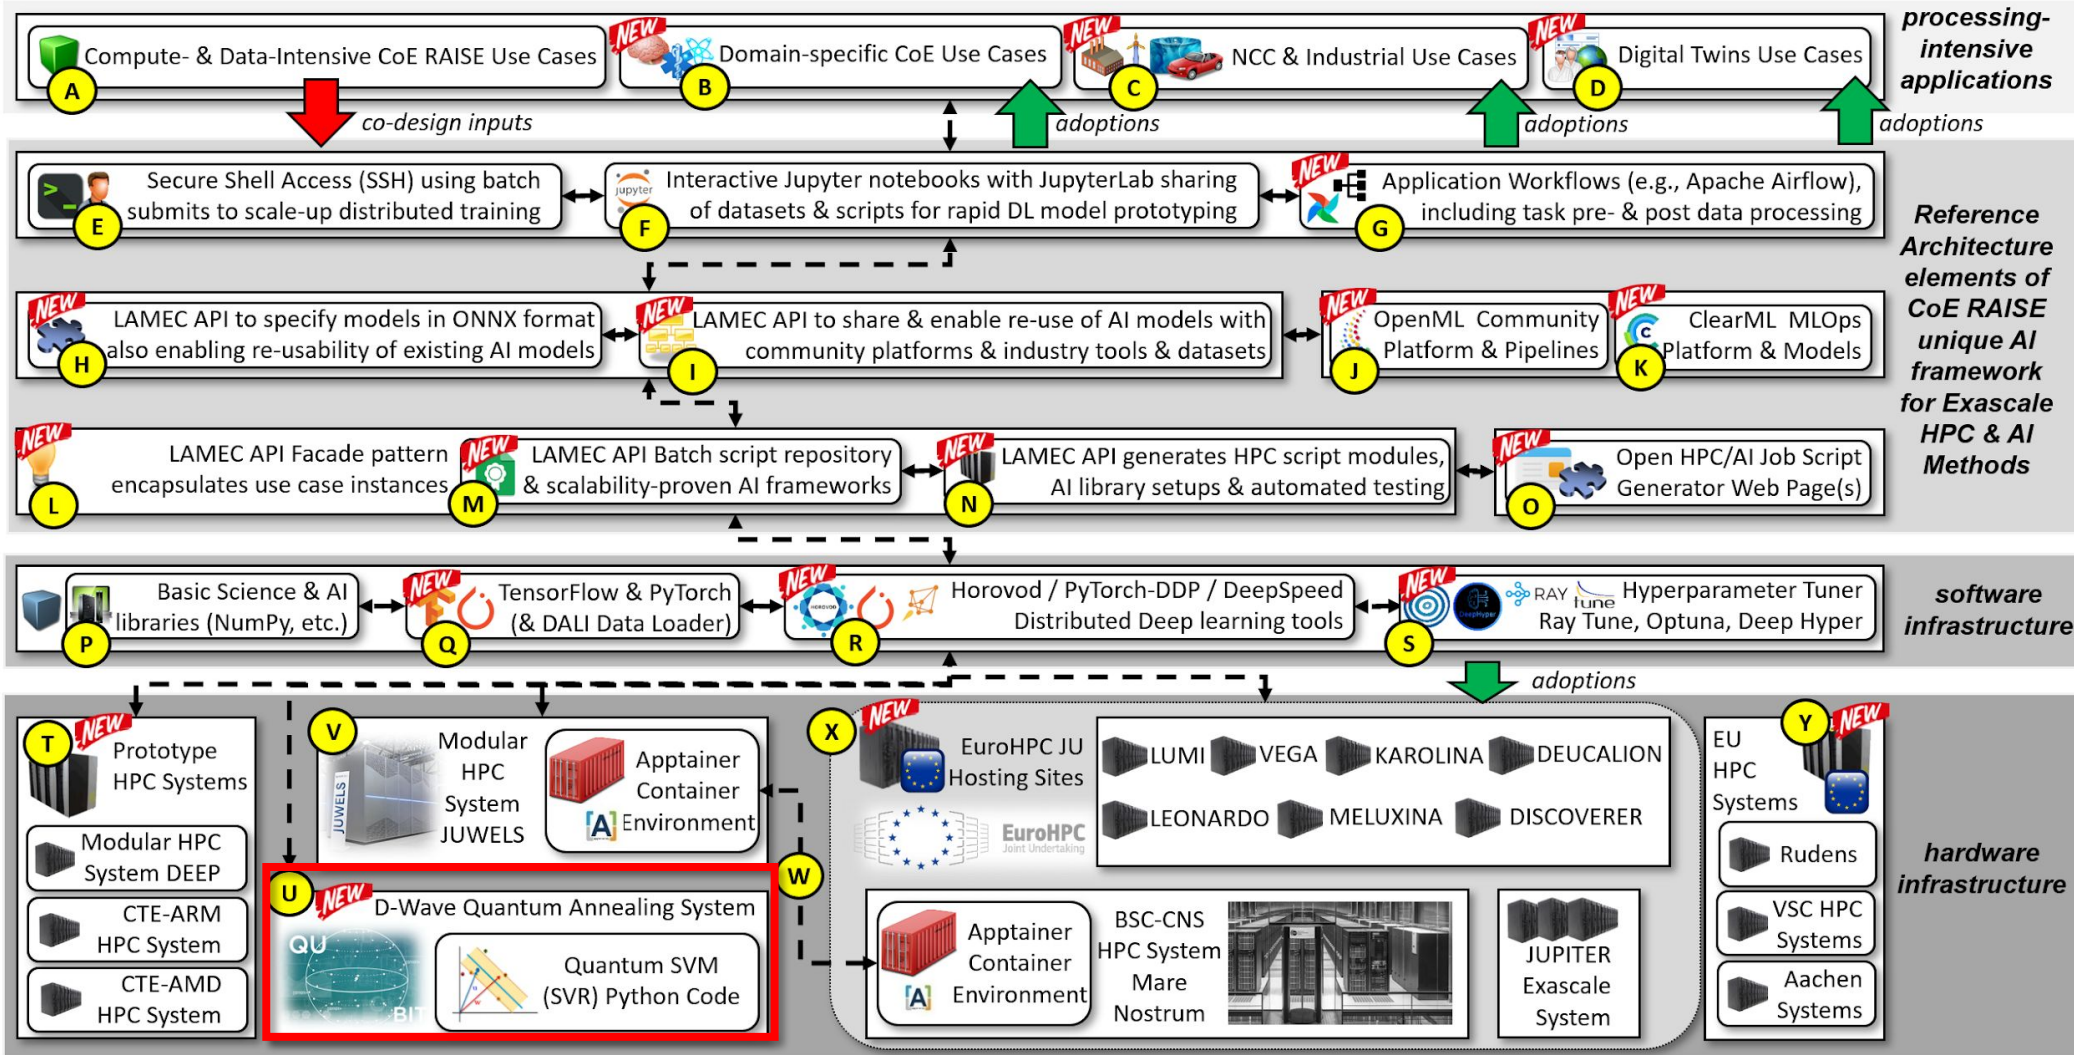 processing-
intensive
applications
NEW
NEW
NEW
Compute- & Data-Intensive CoE RAISE Use Cases
A
Domain-specific CoE Use Cases
B
NCC & Industrial Use Cases
C
Digital Twins Use Cases
D
co-design inputs
adoptions
adoptions
adoptions
Reference
Architecture
elements of
CoE RAISE
unique AI
framework
for Exascale
HPC & AI
Methods
>_
Secure Shell Access (SSH) using batch
submits to scale-up distributed training
E
jupyter
Interactive Jupyter notebooks with JupyterLab sharing
of datasets & scripts for rapid DL model prototyping
F
NEW
Application Workflows (e.g., Apache Airflow),
including task pre- & post data processing
G
NEW
LAMEC API to specify models in ONNX format
also enabling re-usability of existing AI models
H
NEW
LAMEC API to share & enable re-use of AI models with
community platforms & industry tools & datasets
I
NEW
OpenML Community
Platform & Pipelines
J
NEW
C
ClearML MLOps
Platform & Models
K
NEW
LAMEC API Facade pattern
encapsulates use case instances
L
NEW
LAMEC API Batch script repository
& scalability-proven AI frameworks
M
NEW
LAMEC API generates HPC script modules,
AI library setups & automated testing
N
NEW
Open HPC/AI Job Script
Generator Web Page(s)
O
software
infrastructure
Basic Science & AI
libraries (NumPy, etc.)
P
NEW
TensorFlow & PyTorch
(& DALI Data Loader)
Q
NEW
HOROVOD
Horovod / PyTorch-DDP / DeepSpeed
Distributed Deep learning tools
R
NEW
DeepHyper
RAY
tune
Hyperparameter Tuner
Ray Tune, Optuna, Deep Hyper
S
adoptions
hardware
infrastructure
T
NEW
Prototype
HPC Systems
Modular HPC
System DEEP
CTE-ARM
HPC System
CTE-AMD
HPC System
V
JUWELS
Modular
HPC
System
JUWELS
Apptainer
Container
[A] Environment
U
NEW
D-Wave Quantum Annealing System
QU
BIT
Quantum SVM
(SVR) Python Code
W
X
NEW
EuroHPC JU
Hosting Sites
EuroHPC
Joint Undertaking
LUMI
VEGA
KAROLINA
DEUCALION
LEONARDO
MELUXINA
DISCOVERER
Apptainer
Container
[A] Environment
BSC-CNS
HPC System
Mare
Nostrum
JUPITER
Exascale
System
Y
NEW
EU
HPC
Systems
Rudens
VSC HPC
Systems
Aachen
Systems